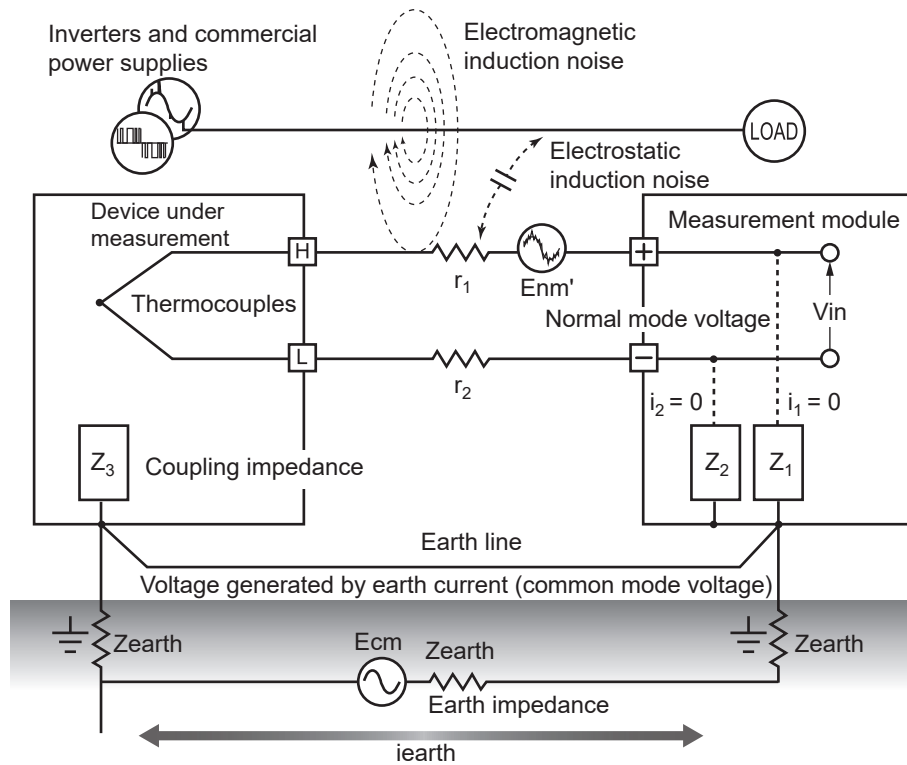 Inverters and commercial
power supplies
Electromagnetic
induction noise
LOAD
Electrostatic
induction noise
Device under
measurement
Measurement module
H
+
r1
Enm'
Thermocouples
Normal mode voltage
Vin
L
−
r2
i2 = 0
i1 = 0
Z3
Coupling impedance
Z2
Z1
Earth line
Voltage generated by earth current (common mode voltage)
Zearth
Ecm
Zearth
Zearth
Earth impedance
iearth